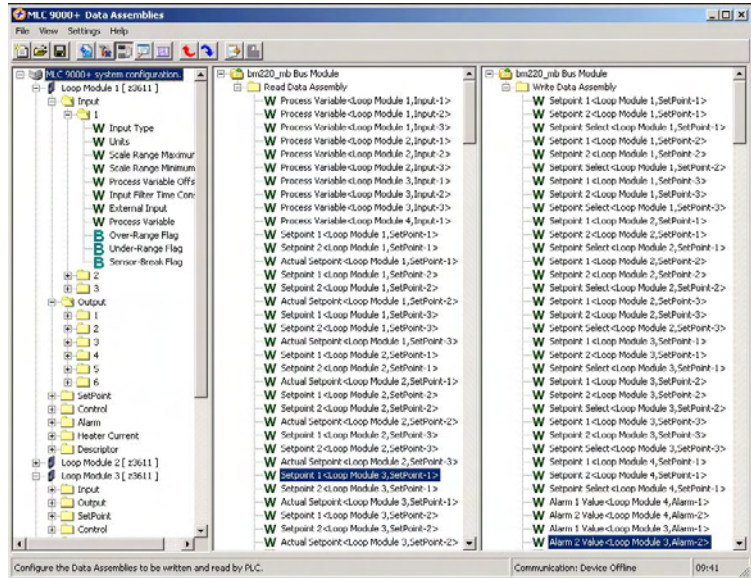 MLC 9000+ Data Assemblies
File View Settings Help
MLC 9000+ system configuration.
Loop Module 1 [ z3611 ]
Input
1
W Input Type
W Units
W Scale Range Maximur
W Scale Range Minimum
W Process Variable Offs
W Input Filter Time Cons
W External Input
W Process Variable
B Over-Range Flag
B Under-Range Flag
B Sensor-Break Flag
2
3
Output
1
2
3
4
5
6
SetPoint
Control
Alarm
Heater Current
Descriptor
Loop Module 2 [ z3611 ]
Loop Module 3 [ z3611 ]
Input
Output
SetPoint
Control
bm220_mb Bus Module
Read Data Assembly
W Process Variable<Loop Module 1,Input-1>
W Process Variable<Loop Module 1,Input-2>
W Process Variable<Loop Module 1,Input-3>
W Process Variable<Loop Module 2,Input-1>
W Process Variable<Loop Module 2,Input-2>
W Process Variable<Loop Module 2,Input-3>
W Process Variable<Loop Module 3,Input-1>
W Process Variable<Loop Module 3,Input-2>
W Process Variable<Loop Module 3,Input-3>
W Process Variable<Loop Module 4,Input-1>
W Setpoint 1<Loop Module 1,SetPoint-1>
W Setpoint 2<Loop Module 1,SetPoint-1>
W Actual Setpoint<Loop Module 1,SetPoint-1>
W Setpoint 1<Loop Module 1,SetPoint-2>
W Setpoint 2<Loop Module 1,SetPoint-2>
W Actual Setpoint<Loop Module 1,SetPoint-2>
W Setpoint 1<Loop Module 1,SetPoint-3>
W Setpoint 2<Loop Module 1,SetPoint-3>
W Actual Setpoint<Loop Module 1,SetPoint-3>
W Setpoint 1<Loop Module 2,SetPoint-1>
W Setpoint 2<Loop Module 2,SetPoint-1>
W Actual Setpoint<Loop Module 2,SetPoint-1>
W Setpoint 1<Loop Module 2,SetPoint-2>
W Setpoint 2<Loop Module 2,SetPoint-2>
W Actual Setpoint<Loop Module 2,SetPoint-2>
W Setpoint 1<Loop Module 2,SetPoint-3>
W Setpoint 2<Loop Module 2,SetPoint-3>
W Actual Setpoint<Loop Module 2,SetPoint-3>
W Setpoint 1<Loop Module 3,SetPoint-1>
W Setpoint 2<Loop Module 3,SetPoint-1>
W Actual Setpoint<Loop Module 3,SetPoint-1>
W Setpoint 1<Loop Module 3,SetPoint-2>
W Setpoint 2<Loop Module 3,SetPoint-2>
W Actual Setpoint<Loop Module 3,SetPoint-2>
bm220_mb Bus Module
Write Data Assembly
W Setpoint 1<Loop Module 1,SetPoint-1>
W Setpoint 2<Loop Module 1,SetPoint-1>
W Setpoint Select<Loop Module 1,SetPoint-1>
W Setpoint 1<Loop Module 1,SetPoint-2>
W Setpoint 2<Loop Module 1,SetPoint-2>
W Setpoint Select<Loop Module 1,SetPoint-2>
W Setpoint 1<Loop Module 1,SetPoint-3>
W Setpoint 2<Loop Module 1,SetPoint-3>
W Setpoint Select<Loop Module 1,SetPoint-3>
W Setpoint 1<Loop Module 2,SetPoint-1>
W Setpoint 2<Loop Module 2,SetPoint-1>
W Setpoint Select<Loop Module 2,SetPoint-1>
W Setpoint 1<Loop Module 2,SetPoint-2>
W Setpoint 2<Loop Module 2,SetPoint-2>
W Setpoint Select<Loop Module 2,SetPoint-2>
W Setpoint 1<Loop Module 2,SetPoint-3>
W Setpoint 2<Loop Module 2,SetPoint-3>
W Setpoint Select<Loop Module 2,SetPoint-3>
W Setpoint 1<Loop Module 3,SetPoint-1>
W Setpoint 2<Loop Module 3,SetPoint-1>
W Setpoint Select<Loop Module 3,SetPoint-1>
W Setpoint 1<Loop Module 3,SetPoint-2>
W Setpoint 2<Loop Module 3,SetPoint-2>
W Setpoint Select<Loop Module 3,SetPoint-2>
W Setpoint 1<Loop Module 3,SetPoint-3>
W Setpoint 2<Loop Module 3,SetPoint-3>
W Setpoint Select<Loop Module 3,SetPoint-3>
W Setpoint 1<Loop Module 4,SetPoint-1>
W Setpoint 2<Loop Module 4,SetPoint-1>
W Setpoint Select<Loop Module 4,SetPoint-1>
W Alarm 1 Value<Loop Module 4,Alarm-1>
W Alarm 2 Value<Loop Module 4,Alarm-1>
W Alarm 1 Value<Loop Module 3,Alarm-2>
W Alarm 2 Value<Loop Module 3,Alarm-2>
Configure the Data Assemblies to be written and read by PLC.
Communication: Device Offline
09:41